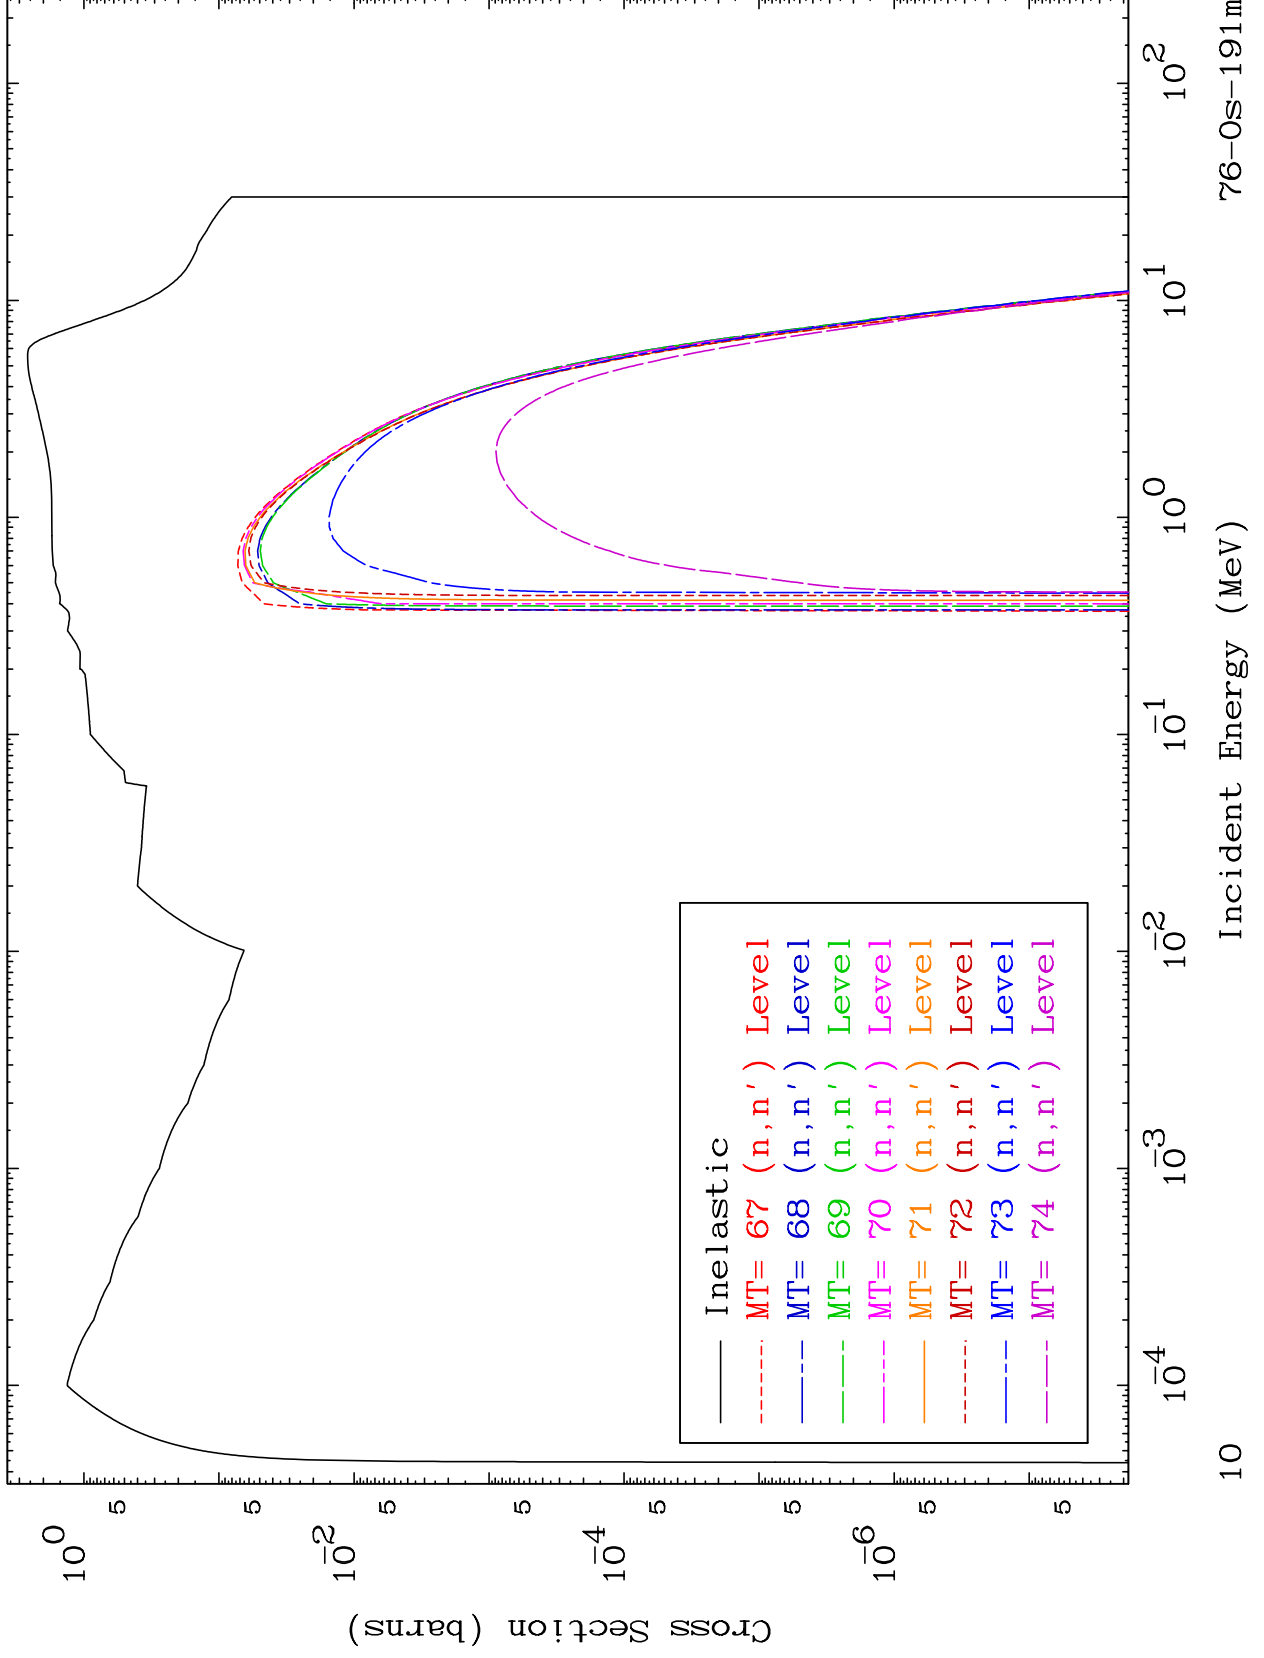 Cross Section (barns)
10^0
5
5
10^-2
5
5
10^-4
5
5
10^-6
5
5
Inelastic
MT= 67 (n,n') Level
MT= 68 (n,n') Level
MT= 69 (n,n') Level
MT= 70 (n,n') Level
MT= 71 (n,n') Level
MT= 72 (n,n') Level
MT= 73 (n,n') Level
MT= 74 (n,n') Level
10^-4
10^-3
10^-2
10^-1
10^0
10^1
10^2
10
Incident Energy (MeV)
76-Os-191m